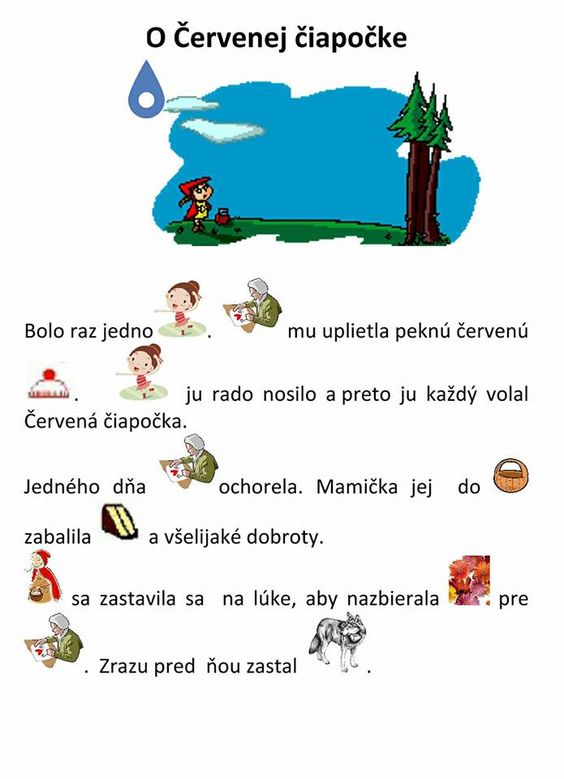 O Červenej čiapočke
Bolo raz jedno . mu uplietla peknú červenú
. ju rado nosilo a preto ju každý volal
Červená čiapočka.
Jedného dňa ochorela. Mamička jej do
zabalila a všelijaké dobroty.
sa zastavila sa na lúke, aby nazbierala pre
. Zrazu pred ňou zastal .